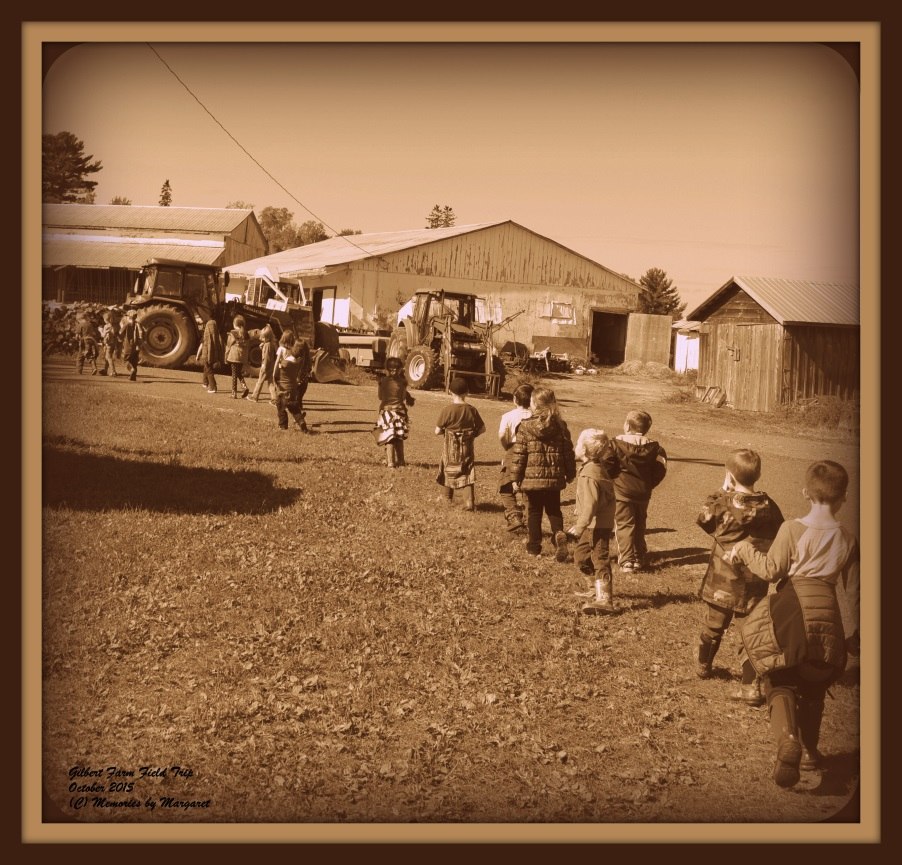 Gilbert Farm Field Trip
October 2015
(C) Memories by Margaret